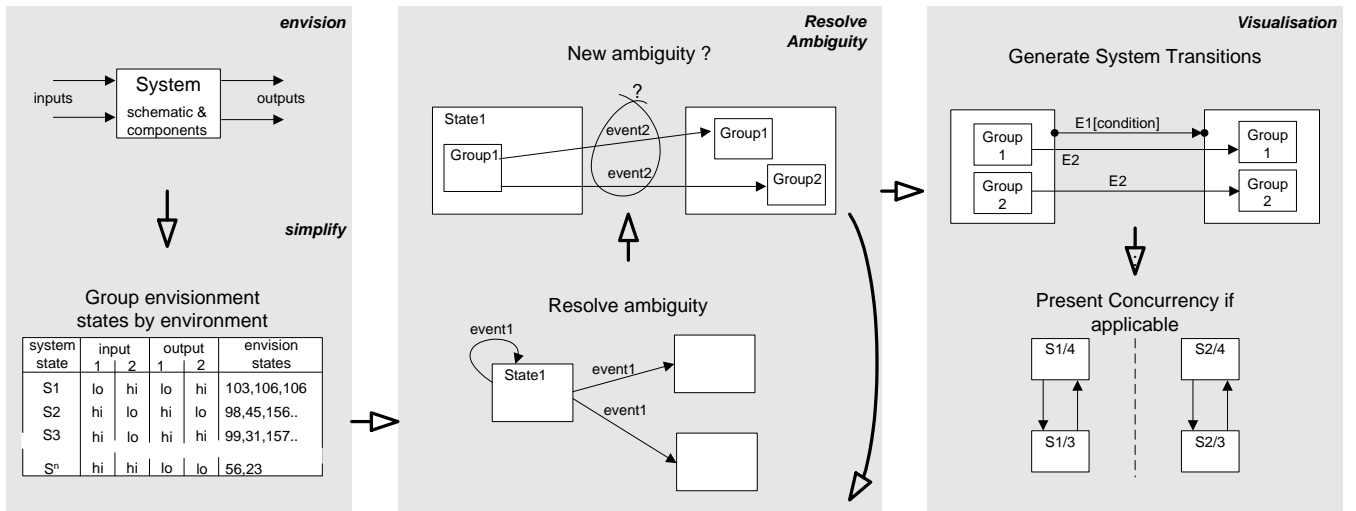 envision
inputs
System
schematic &
components
outputs
simplify
Group envisionment
states by environment
system state input 1 2 output 1 2 envision states
S1 lo hi lo hi 103,106,106
S2 hi lo hi lo 98,45,156..
S3 hi lo hi hi 99,31,157..
Sⁿ hi hi lo lo 56,23
Resolve
Ambiguity
New ambiguity ?
?
State1
Group1
event2
event2
Group1
Group2
Resolve ambiguity
event1
State1
event1
event1
Visualisation
Generate System Transitions
E1[condition]
Group
1
E2
Group
1
Group
2
E2
Group
2
Present Concurrency if
applicable
S1/4
S2/4
S1/3
S2/3